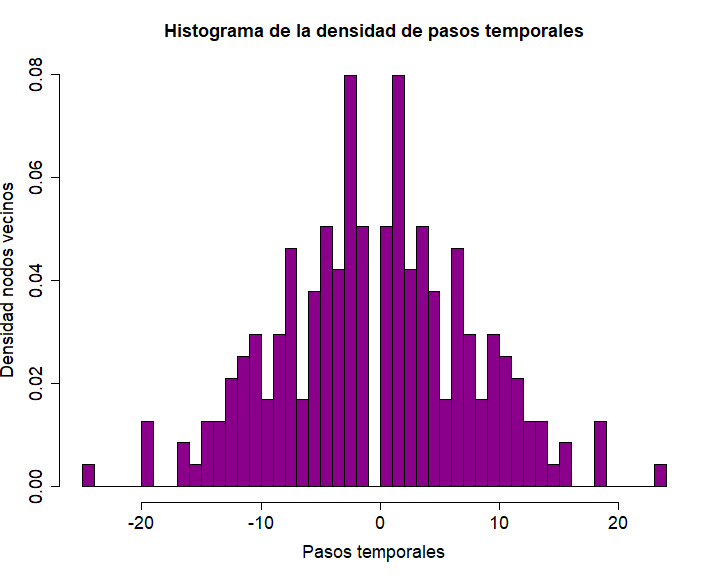 Histograma de la densidad de pasos temporales
Densidad nodos vecinos
0.08
0.06
0.04
0.02
0.00
-20 -10 0 10 20
Pasos temporales